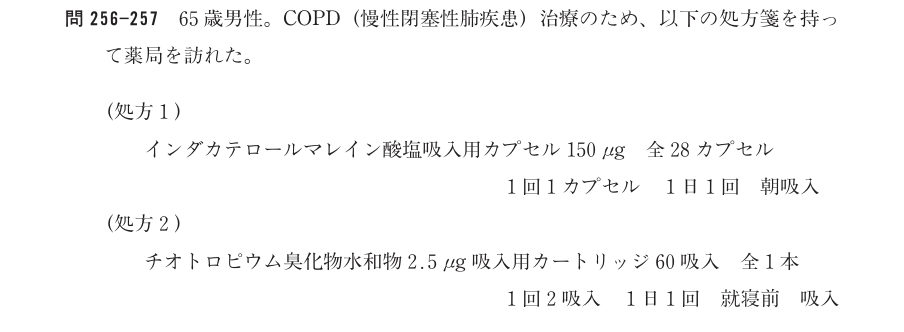 問 256−257　65 歳男性。COPD（慢性閉塞性肺疾患）治療のため、以下の処方箋を持っ
て薬局を訪れた。
(処方 1 )
インダカテロールマレイン酸塩吸入用カプセル 150 μg　全 28 カプセル
1 回 1 カプセル　1 日 1 回　朝吸入
(処方 2 )
チオトロピウム臭化物水和物 2.5 μg 吸入用カートリッジ 60 吸入　全 1 本
1 回 2 吸入　1 日 1 回　就寝前　吸入